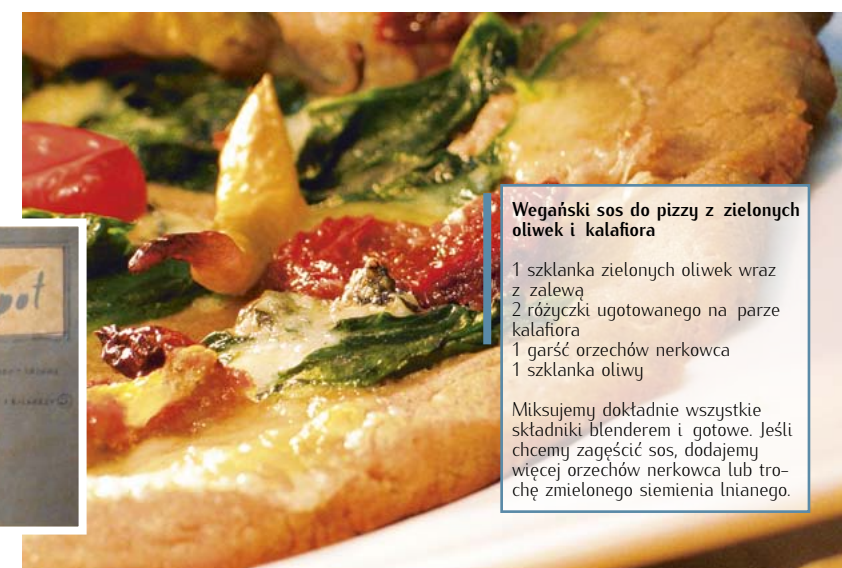 Wegański sos do pizzy z zielonych
oliwek i kalafiora
1 szklanka zielonych oliwek wraz
z zalewą
2 różyczki ugotowanego na parze
kalafiora
1 garść orzechów nerkowca
1 szklanka oliwy
Miksujemy dokładnie wszystkie
składniki blenderem i gotowe. Jeśli
chcemy zagęścić sos, dodajemy
więcej orzechów nerkowca lub tro-
chę zmielonego siemienia lnianego.